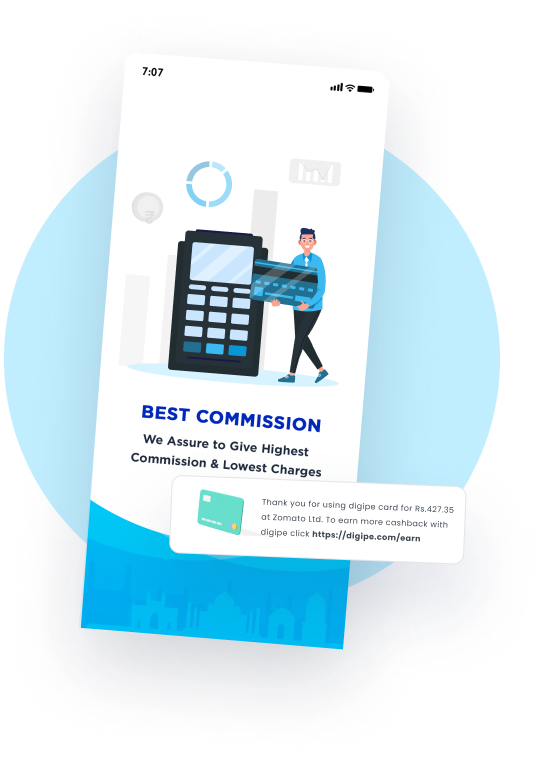 7:07
₹
BEST COMMISSION
We Assure to Give Highest
Commission & Lowest Charges
Thank you for using digipe card for Rs.427.35
at Zomato Ltd. To earn more cashback with
digipe click https://digipe.com/earn